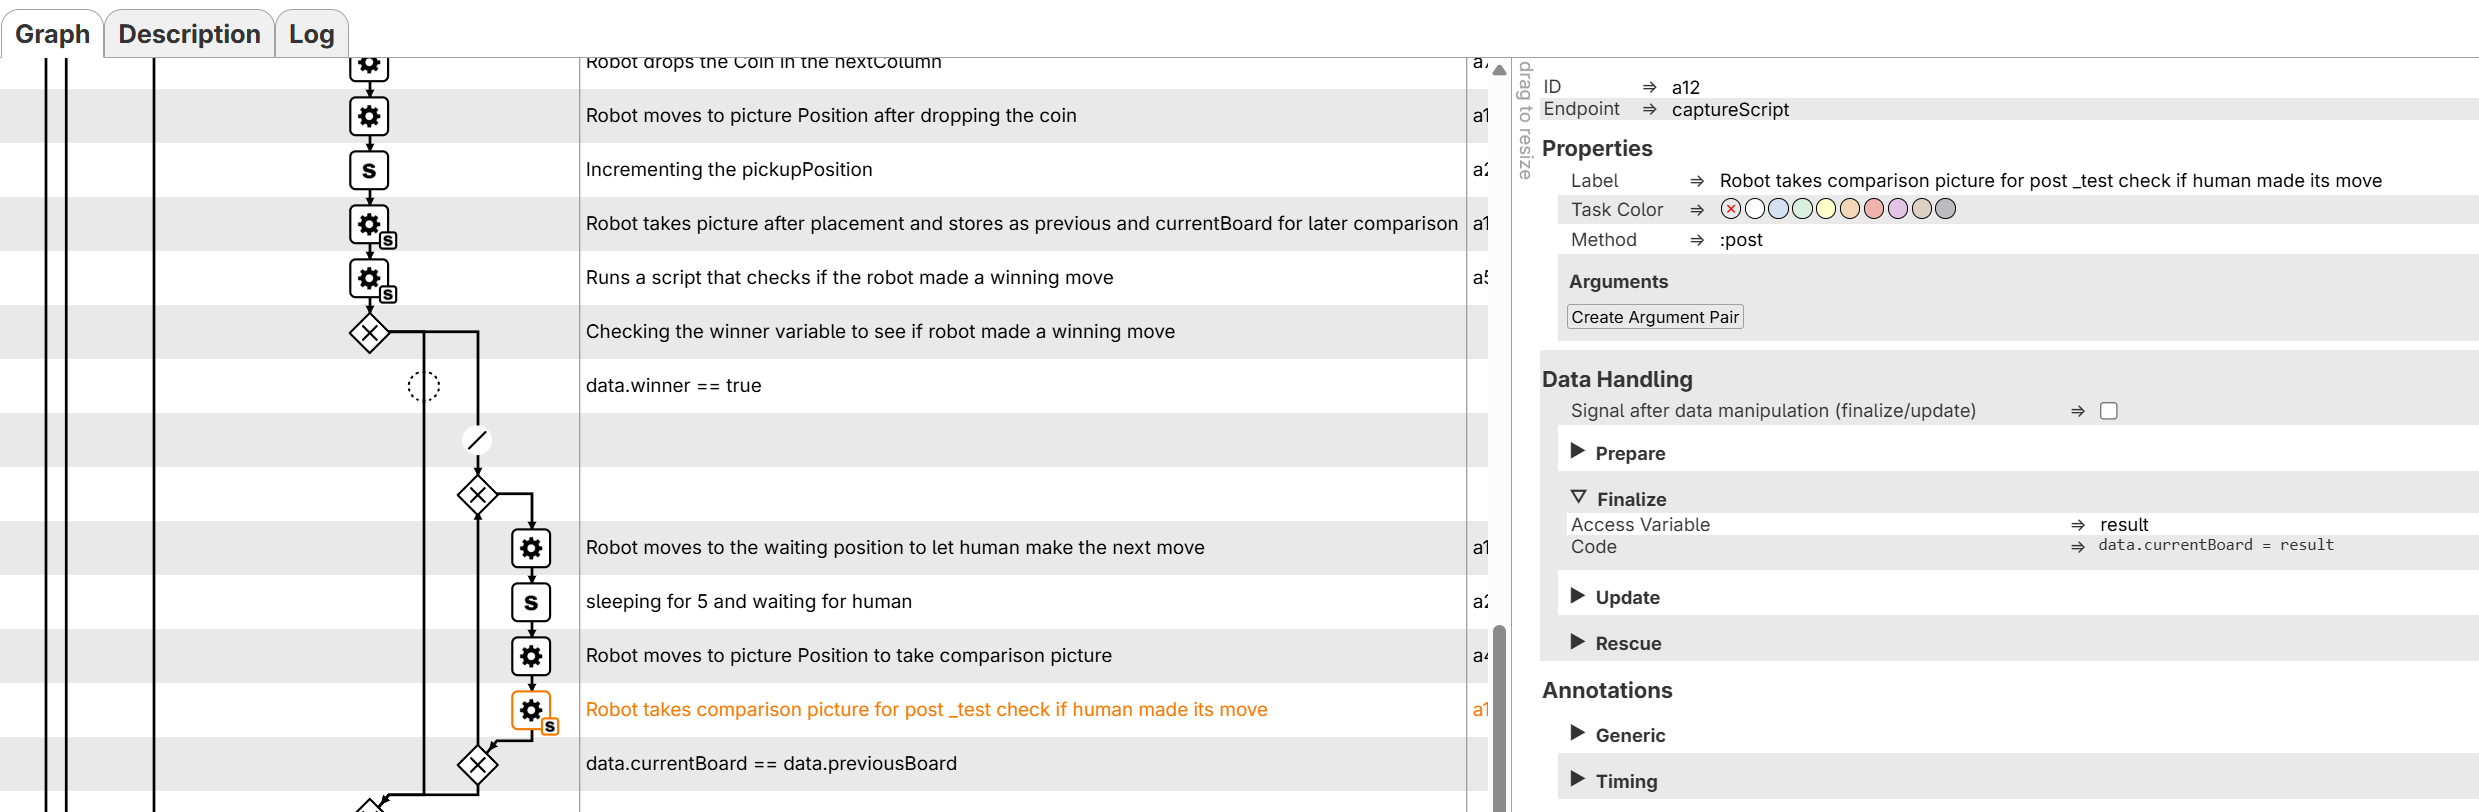 Graph Description Log
Robot drops the Coin in the nextColumn
Robot moves to picture Position after dropping the coin
s Incrementing the pickupPosition
s Robot takes picture after placement and stores as previous and currentBoard for later comparison
s Runs a script that checks if the robot made a winning move
Checking the winner variable to see if robot made a winning move
data.winner == true
Robot moves to the waiting position to let human make the next move
s sleeping for 5 and waiting for human
Robot moves to picture Position to take comparison picture
s Robot takes comparison picture for post _test check if human made its move
data.currentBoard == data.previousBoard
drag to resize
ID ⇒ a12
Endpoint ⇒ captureScript
Properties
Label ⇒ Robot takes comparison picture for post _test check if human made its move
Task Color ⇒
Method ⇒ :post
Arguments
Create Argument Pair
Data Handling
Signal after data manipulation (finalize/update) ⇒
Prepare
Finalize
Access Variable ⇒ result
Code ⇒ data.currentBoard = result
Update
Rescue
Annotations
Generic
Timing